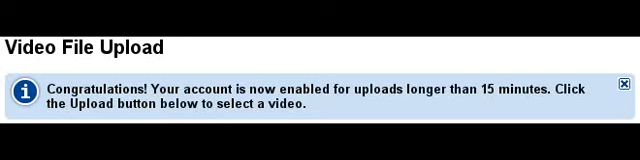 Video File Upload
Congratulations! Your account is now enabled for uploads longer than 15 minutes. Click
the Upload button below to select a video.